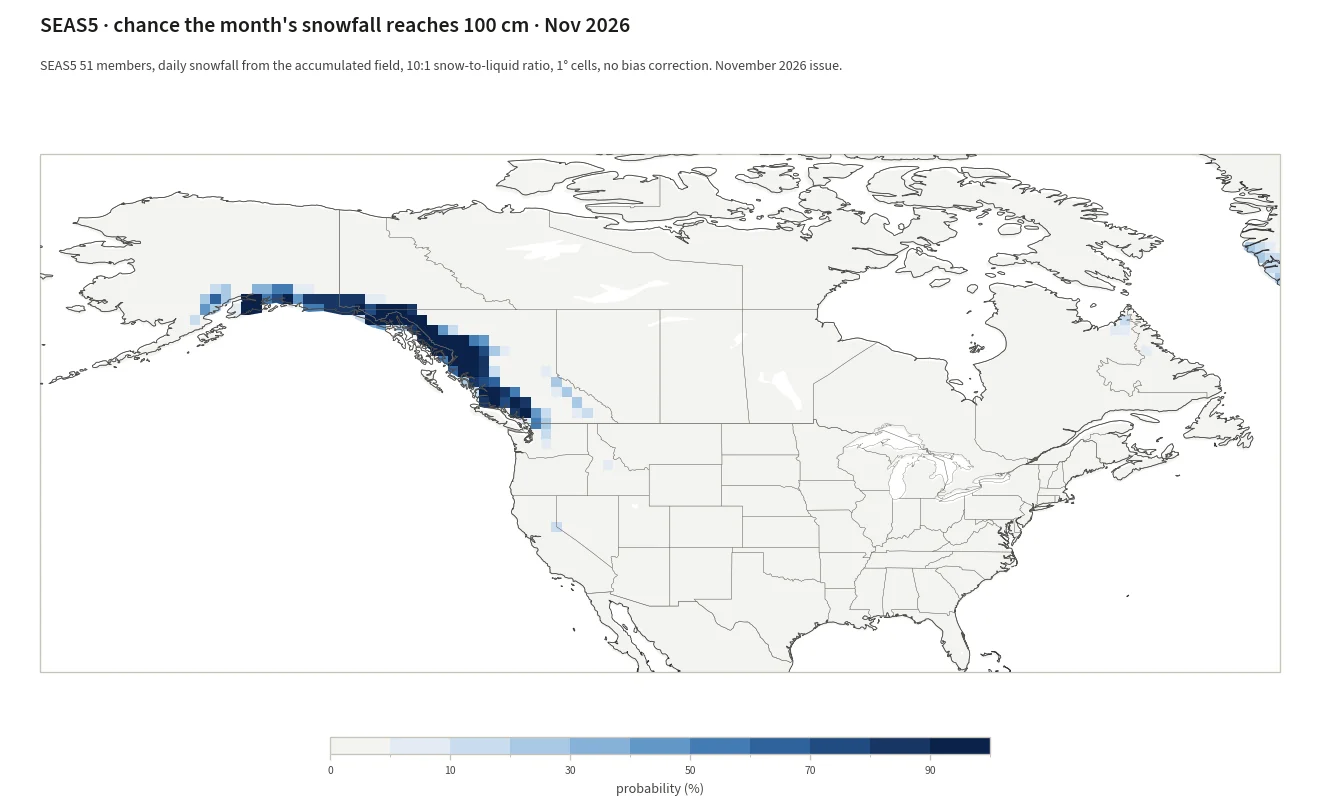 SEAS5 · chance the month's snowfall reaches 100 cm · Nov 2026
SEAS5 51 members, daily snowfall from the accumulated field, 10:1 snow-to-liquid ratio, 1° cells, no bias correction. November 2026 issue.
0 10 30 50 70 90
probability (%)